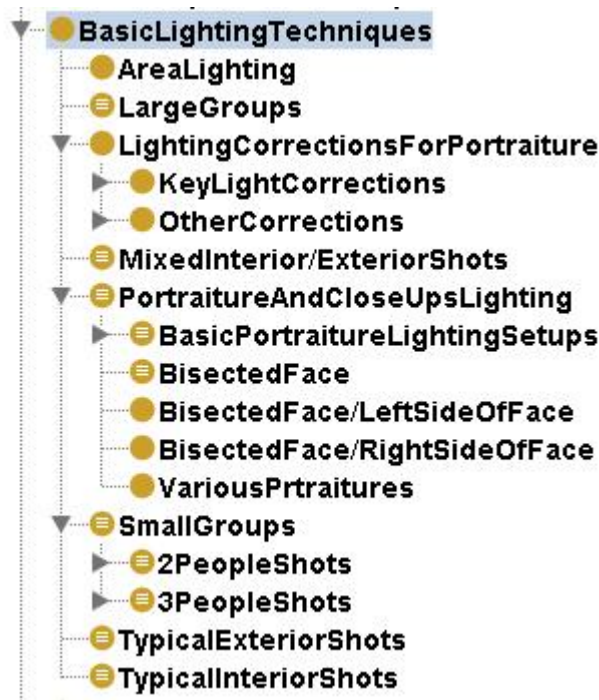 BasicLightingTechniques
AreaLighting
LargeGroups
LightingCorrectionsForPortraiture
KeyLightCorrections
OtherCorrections
MixedInterior/ExteriorShots
PortraitureAndCloseUpsLighting
BasicPortraitureLightingSetups
BisectedFace
BisectedFace/LeftSideOfFace
BisectedFace/RightSideOfFace
VariousPrtraitures
SmallGroups
2PeopleShots
3PeopleShots
TypicalExteriorShots
TypicalInteriorShots